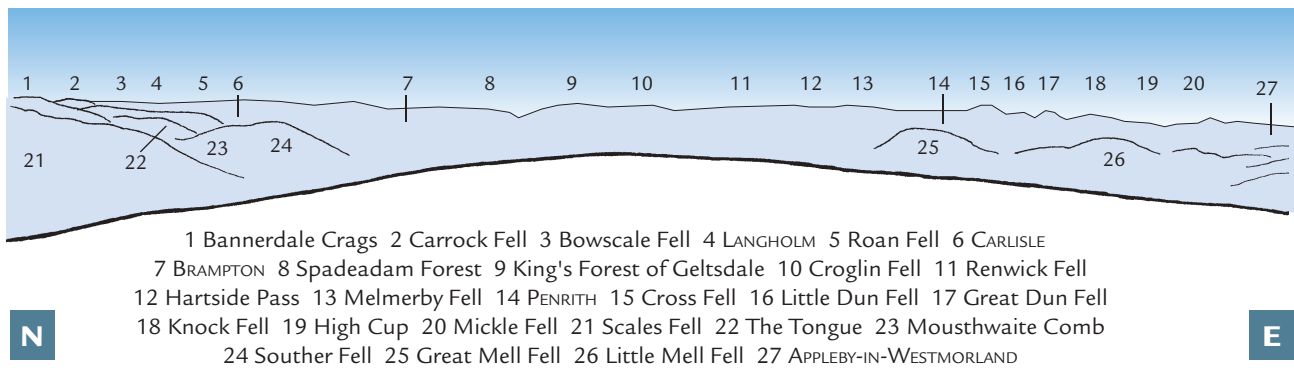 1 2 3 4 5 6 7 8 9 10 11 12 13 14 15 16 17 18 19 20 27
21 22 23 24 25 26
1 Bannerdale Crags 2 Carrock Fell 3 Bowscale Fell 4 LANGHOLM 5 Roan Fell 6 CARLISLE
7 BRAMPTON 8 Spadeadam Forest 9 King's Forest of Geltsdale 10 Croglin Fell 11 Renwick Fell
12 Hartside Pass 13 Melmerby Fell 14 PENRITH 15 Cross Fell 16 Little Dun Fell 17 Great Dun Fell
18 Knock Fell 19 High Cup 20 Mickle Fell 21 Scales Fell 22 The Tongue 23 Mousthwaite Comb
24 Souther Fell 25 Great Mell Fell 26 Little Mell Fell 27 APPLEBY-IN-WESTMORLAND
N
E